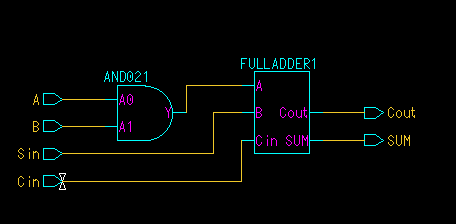 FULLADDER1
AND021
A
A
A0
Y
B
Cout
Cout
B
A1
Cin
SUM
SUM
Sin
Cin